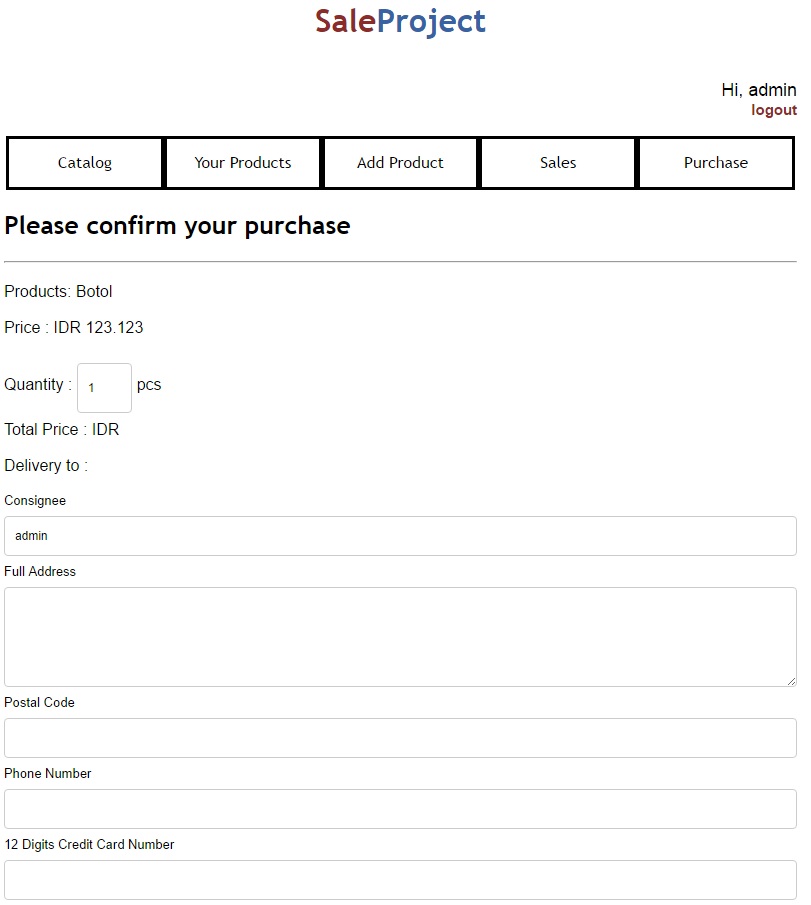 SaleProject
Hi, admin
logout
Catalog Your Products Add Product Sales Purchase
Please confirm your purchase
Products: Botol
Price : IDR 123.123
Quantity : 1 pcs
Total Price : IDR
Delivery to :
Consignee
admin
Full Address
Postal Code
Phone Number
12 Digits Credit Card Number